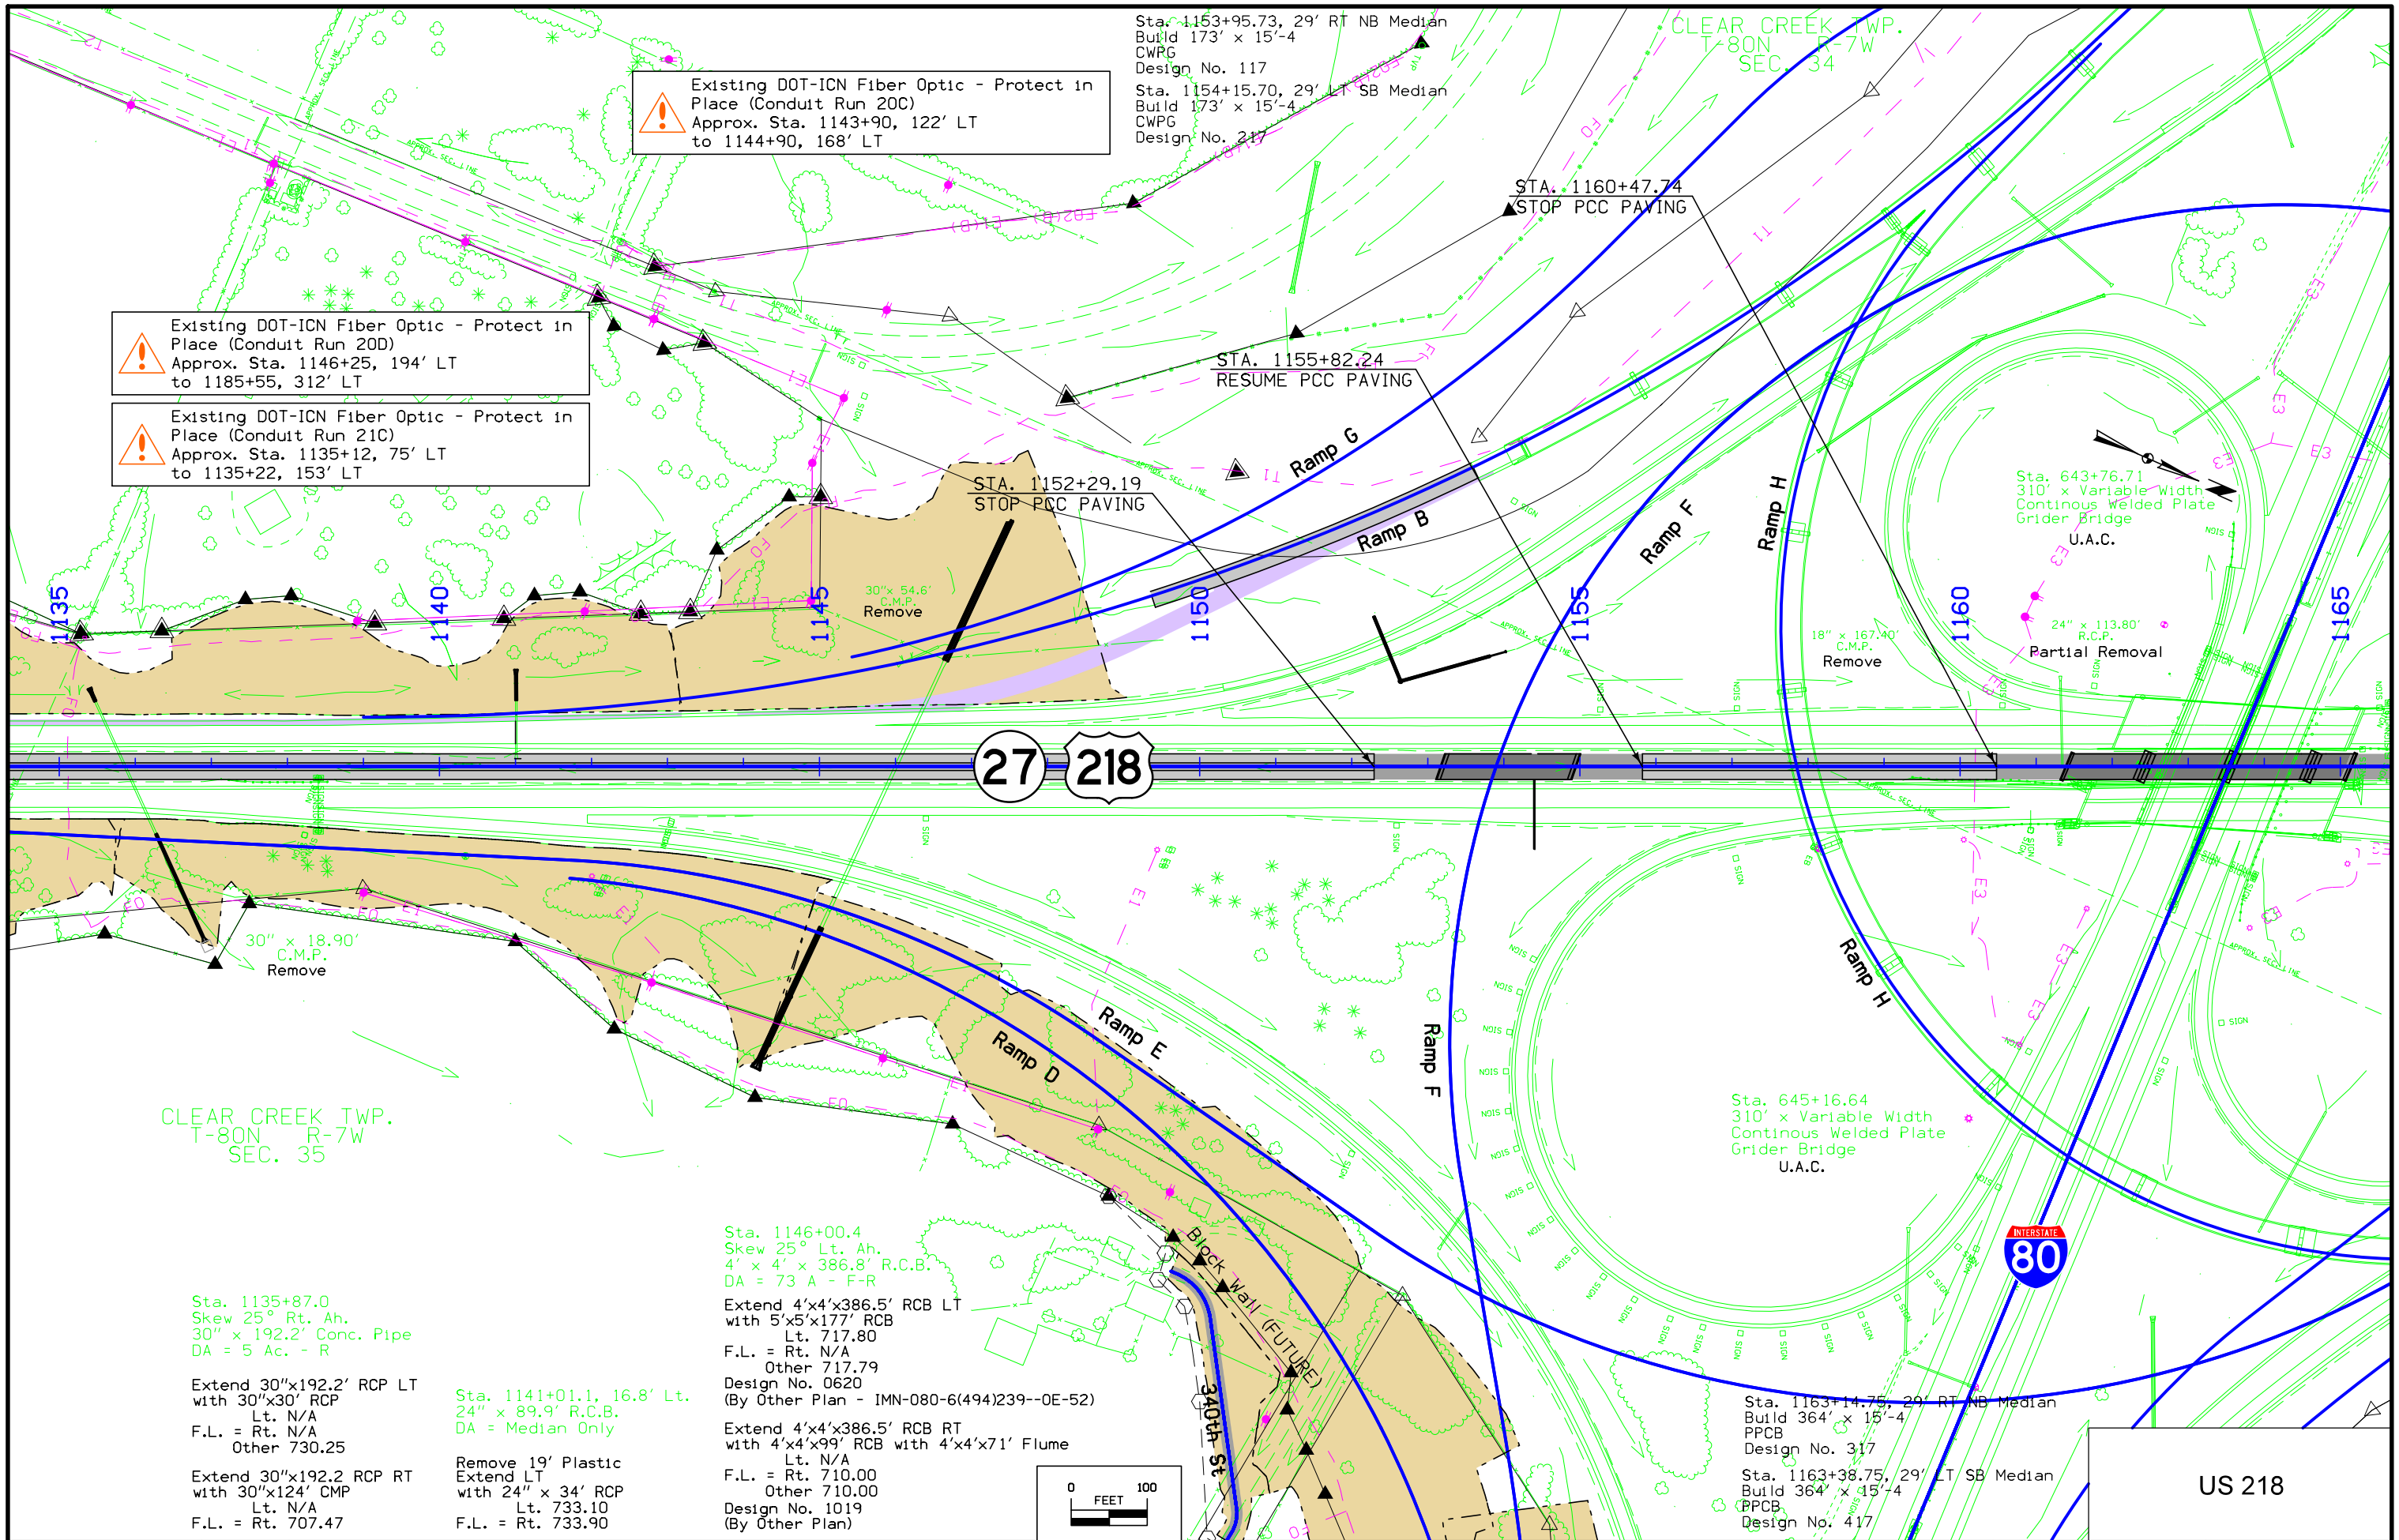 Sta. 1153+95.73, 29' RT NB Median
Build 173' x 15'-4
CWPG
Design No. 117
Sta. 1154+15.70, 29' LT SB Median
Build 173' x 15'-4
CWPG
Design No. 217
CLEAR CREEK TWP.
T-80N R-7W
SEC. 34
Existing DOT-ICN Fiber Optic - Protect in
Place (Conduit Run 20C)
Approx. Sta. 1143+90, 122' LT
to 1144+90, 168' LT
STA. 1160+47.74
STOP PCC PAVING
Existing DOT-ICN Fiber Optic - Protect in
Place (Conduit Run 20D)
Approx. Sta. 1146+25, 194' LT
to 1185+55, 312' LT
STA. 1155+82.24
RESUME PCC PAVING
Existing DOT-ICN Fiber Optic - Protect in
Place (Conduit Run 21C)
Approx. Sta. 1135+12, 75' LT
to 1135+22, 153' LT
STA. 1152+29.19
STOP PCC PAVING
Ramp G
Ramp B
Ramp F
Ramp H
Sta. 643+76.71
310' x Variable Width
Continous Welded Plate
Grider Bridge
U.A.C.
1135
1140
1145
1150
1155
1160
1165
30"x 54.6'
C.M.P.
Remove
18" x 167.40'
C.M.P.
Remove
24" x 113.80'
R.C.P.
Partial Removal
27
218
30" x 18.90'
C.M.P.
Remove
Ramp D
Ramp E
Ramp F
Ramp H
CLEAR CREEK TWP.
T-80N R-7W
SEC. 35
Sta. 645+16.64
310' x Variable Width
Continous Welded Plate
Grider Bridge
U.A.C.
INTERSTATE
80
Block Wall (FUTURE)
340th St
Sta. 1135+87.0
Skew 25° Rt. Ah.
30" x 192.2' Conc. Pipe
DA = 5 Ac. - R
Extend 30"x192.2' RCP LT
with 30"x30' RCP
Lt. N/A
F.L. = Rt. N/A
Other 730.25
Extend 30"x192.2 RCP RT
with 30"x124' CMP
Lt. N/A
F.L. = Rt. 707.47
Sta. 1141+01.1, 16.8' Lt.
24" x 89.9' R.C.B.
DA = Median Only
Remove 19' Plastic
Extend LT
with 24" x 34' RCP
Lt. 733.10
F.L. = Rt. 733.90
Sta. 1146+00.4
Skew 25° Lt. Ah.
4' x 4' x 386.8' R.C.B.
DA = 73 A - F-R
Extend 4'x4'x386.5' RCB LT
with 5'x5'x177' RCB
Lt. 717.80
F.L. = Rt. N/A
Other 717.79
Design No. 0620
(By Other Plan - IMN-080-6(494)239--0E-52)
Extend 4'x4'x386.5' RCB RT
with 4'x4'x99' RCB with 4'x4'x71' Flume
Lt. N/A
F.L. = Rt. 710.00
Other 710.00
Design No. 1019
(By Other Plan)
0 100
FEET
Sta. 1163+14.75, 29' RT NB Median
Build 364' x 15'-4
PPCB
Design No. 317
Sta. 1163+38.75, 29' LT SB Median
Build 364' x 15'-4
PPCB
Design No. 417
US 218